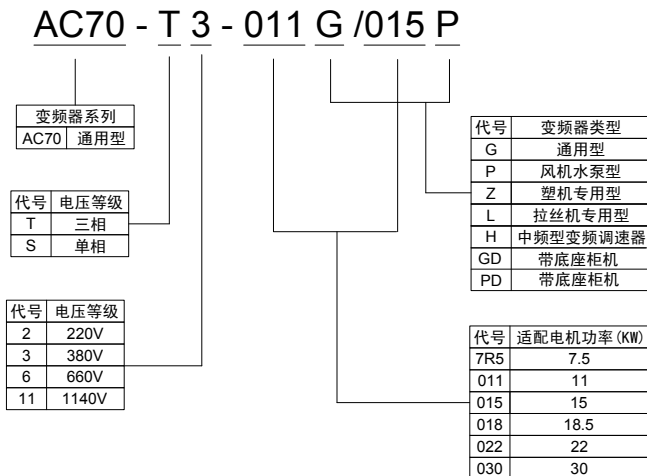 AC70 - T 3 - 011 G /015 P
变频器系列
AC70 通用型
代号 电压等级
T 三相
S 单相
代号 电压等级
2 220V
3 380V
6 660V
11 1140V
代号 变频器类型
G 通用型
P 风机水泵型
Z 塑机专用型
L 拉丝机专用型
H 中频型变频调速器
GD 带底座柜机
PD 带底座柜机
代号 适配电机功率(KW)
7R5 7.5
011 11
015 15
018 18.5
022 22
030 30